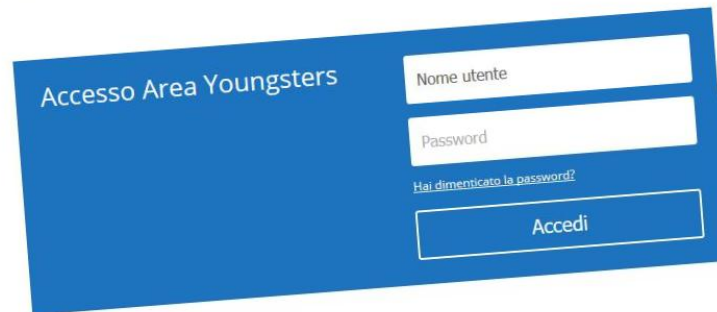 Accesso Area Youngsters
Nome utente
Password
Hai dimenticato la password?
Accedi